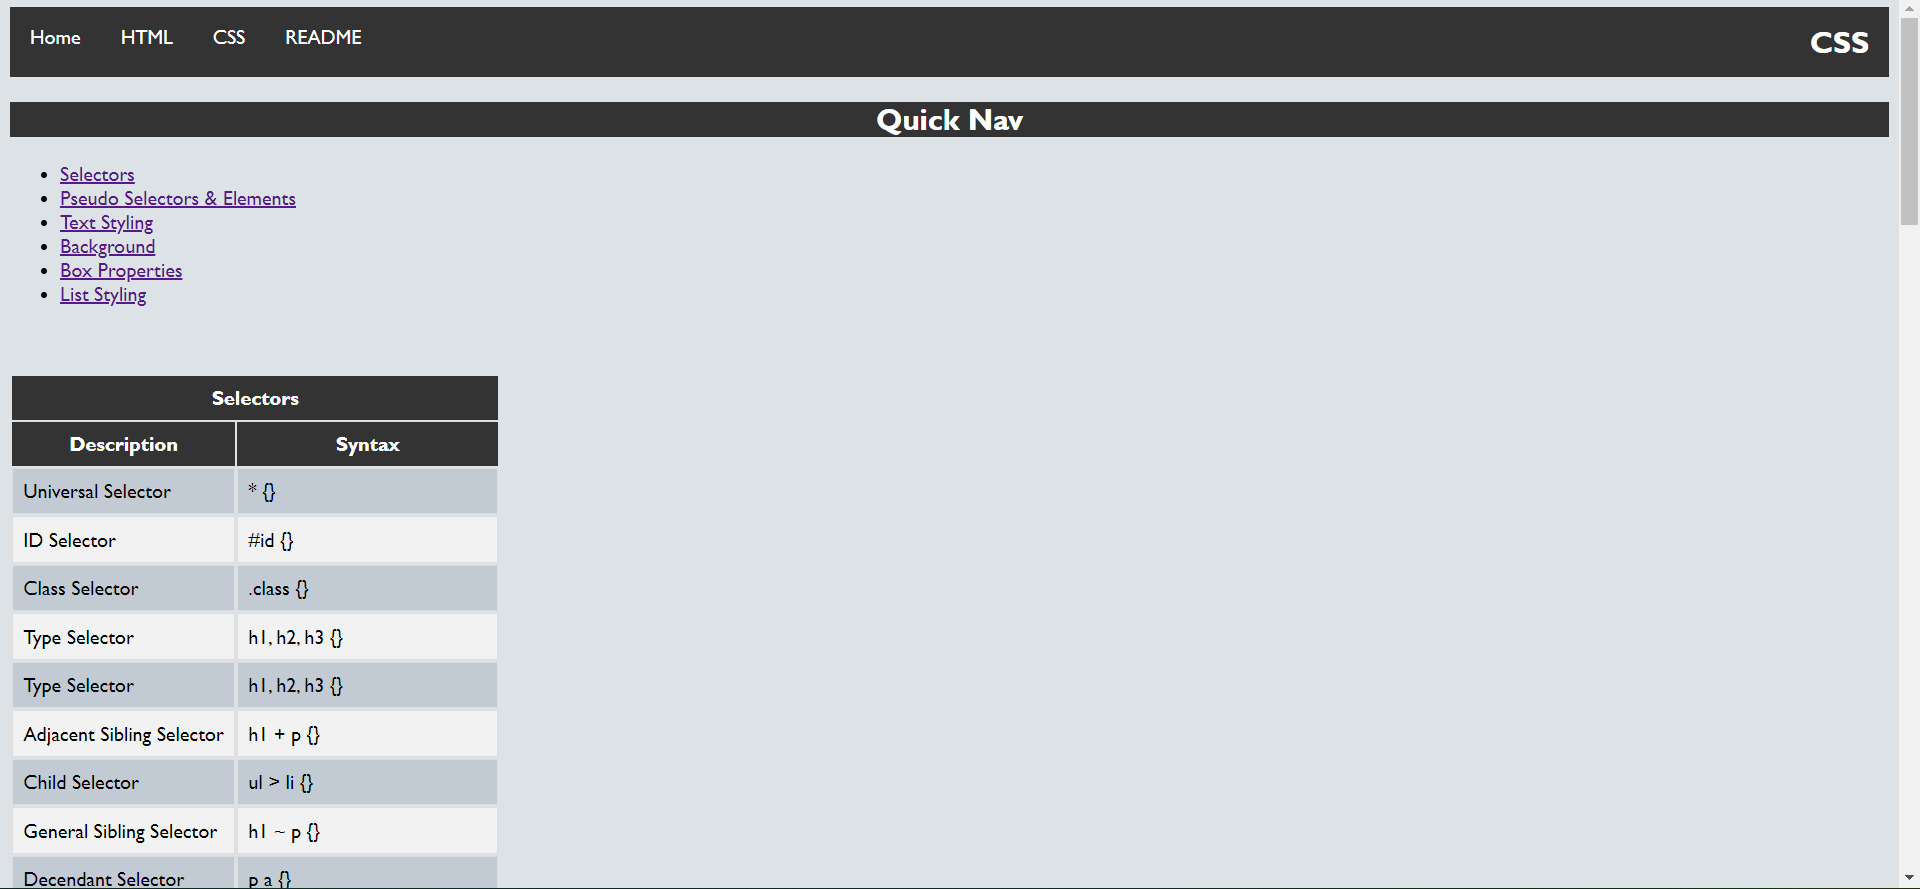 Home HTML CSS README CSS
Quick Nav
Selectors
Pseudo Selectors & Elements
Text Styling
Background
Box Properties
List Styling
Selectors
Description Syntax
Universal Selector * {}
ID Selector #id {}
Class Selector .class {}
Type Selector h1, h2, h3 {}
Type Selector h1, h2, h3 {}
Adjacent Sibling Selector h1 + p {}
Child Selector ul > li {}
General Sibling Selector h1 ~ p {}
Decendant Selector p a {}